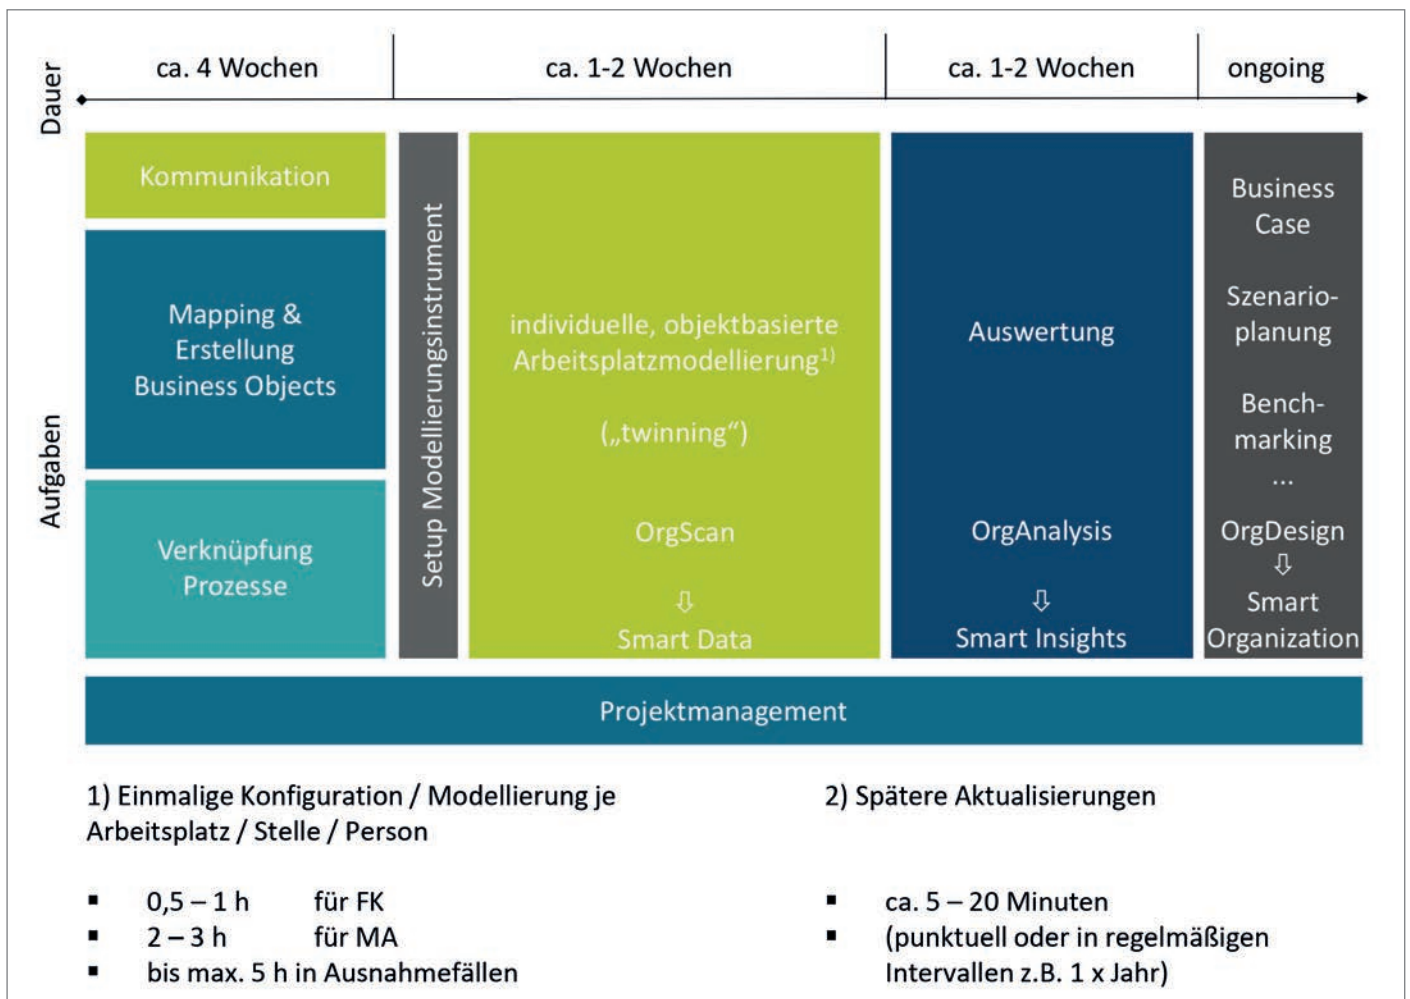 Dauer
ca. 4 Wochen
ca. 1-2 Wochen
ca. 1-2 Wochen
ongoing
Aufgaben
Kommunikation
Mapping &
Erstellung
Business Objects
Verknüpfung
Prozesse
Setup Modellierungsinstrument
individuelle, objektbasierte
Arbeitsplatzmodellierung¹⁾
(„twinning“)
OrgScan
⇩
Smart Data
Auswertung
OrgAnalysis
⇩
Smart Insights
Business
Case
Szenario-
planung
Bench-
marking
...
OrgDesign
⇩
Smart
Organization
Projektmanagement
1) Einmalige Konfiguration / Modellierung je
Arbeitsplatz / Stelle / Person
▪ 0,5 – 1 h für FK
▪ 2 – 3 h für MA
▪ bis max. 5 h in Ausnahmefällen
2) Spätere Aktualisierungen
▪ ca. 5 – 20 Minuten
▪ (punktuell oder in regelmäßigen
Intervallen z.B. 1 x Jahr)